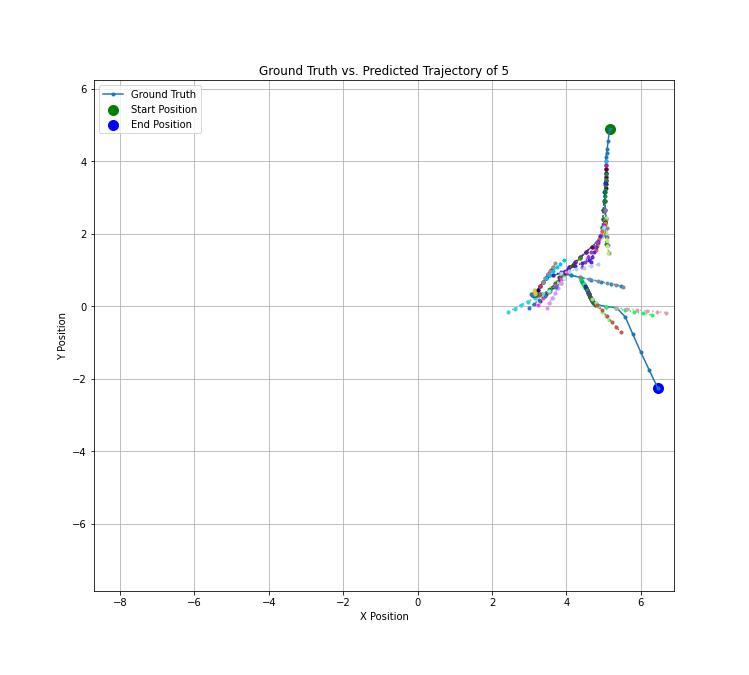 Ground Truth vs. Predicted Trajectory of 5
Ground Truth
Start Position
End Position
6
4
2
0
−2
−4
−6
Y Position
−8
−6
−4
−2
0
2
4
6
X Position